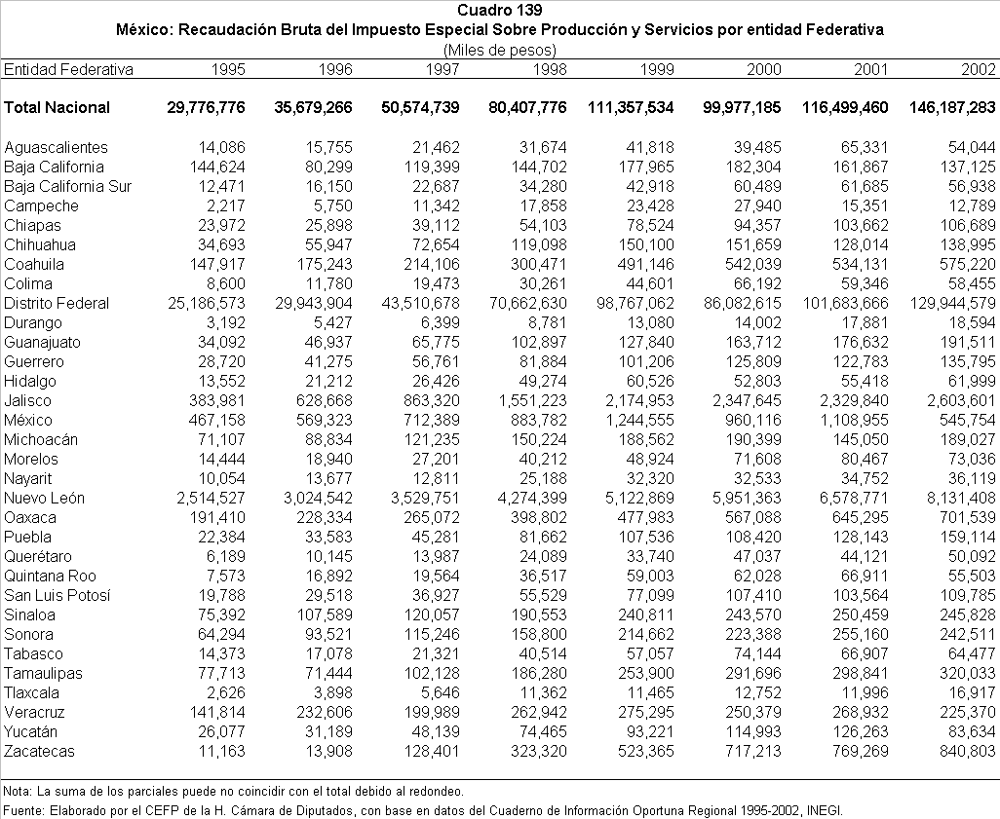 Cuadro 139
México: Recaudación Bruta del Impuesto Especial Sobre Producción y Servicios por entidad Federativa
(Miles de pesos)
Entidad Federativa 1995 1996 1997 1998 1999 2000 2001 2002
Total Nacional 29,776,776 35,679,266 50,574,739 80,407,776 111,357,534 99,977,185 116,499,460 146,187,283
Aguascalientes 14,086 15,755 21,462 31,674 41,818 39,485 65,331 54,044
Baja California 144,624 80,299 119,399 144,702 177,965 182,304 161,867 137,125
Baja California Sur 12,471 16,150 22,687 34,280 42,918 60,489 61,685 56,938
Campeche 2,217 5,750 11,342 17,858 23,428 27,940 15,351 12,789
Chiapas 23,972 25,898 39,112 54,103 78,524 94,357 103,662 106,689
Chihuahua 34,693 55,947 72,654 119,098 150,100 151,659 128,014 138,995
Coahuila 147,917 175,243 214,106 300,471 491,146 542,039 534,131 575,220
Colima 8,600 11,780 19,473 30,261 44,601 66,192 59,346 58,455
Distrito Federal 25,186,573 29,943,904 43,510,678 70,662,630 98,767,062 86,082,615 101,683,666 129,944,579
Durango 3,192 5,427 6,399 8,781 13,080 14,002 17,881 18,594
Guanajuato 34,092 46,937 65,775 102,897 127,840 163,712 176,632 191,511
Guerrero 28,720 41,275 56,761 81,884 101,206 125,809 122,783 135,795
Hidalgo 13,552 21,212 26,426 49,274 60,526 52,803 55,418 61,999
Jalisco 383,981 628,668 863,320 1,551,223 2,174,953 2,347,645 2,329,840 2,603,601
México 467,158 569,323 712,389 883,782 1,244,555 960,116 1,108,955 545,754
Michoacán 71,107 88,834 121,235 150,224 188,562 190,399 145,050 189,027
Morelos 14,444 18,940 27,201 40,212 48,924 71,608 80,467 73,036
Nayarit 10,054 13,677 12,811 25,188 32,320 32,533 34,752 36,119
Nuevo León 2,514,527 3,024,542 3,529,751 4,274,399 5,122,869 5,951,363 6,578,771 8,131,408
Oaxaca 191,410 228,334 265,072 398,802 477,983 567,088 645,295 701,539
Puebla 22,384 33,583 45,281 81,662 107,536 108,420 128,143 159,114
Querétaro 6,189 10,145 13,987 24,089 33,740 47,037 44,121 50,092
Quintana Roo 7,573 16,892 19,564 36,517 59,003 62,028 66,911 55,503
San Luis Potosí 19,788 29,518 36,927 55,529 77,099 107,410 103,564 109,785
Sinaloa 75,392 107,589 120,057 190,553 240,811 243,570 250,459 245,828
Sonora 64,294 93,521 115,246 158,800 214,662 223,388 255,160 242,511
Tabasco 14,373 17,078 21,321 40,514 57,057 74,144 66,907 64,477
Tamaulipas 77,713 71,444 102,128 186,280 253,900 291,696 298,841 320,033
Tlaxcala 2,626 3,898 5,646 11,362 11,465 12,752 11,996 16,917
Veracruz 141,814 232,606 199,989 262,942 275,295 250,379 268,932 225,370
Yucatán 26,077 31,189 48,139 74,465 93,221 114,993 126,263 83,634
Zacatecas 11,163 13,908 128,401 323,320 523,365 717,213 769,269 840,803
Nota: La suma de los parciales puede no coincidir con el total debido al redondeo.
Fuente: Elaborado por el CEFP de la H. Cámara de Diputados, con base en datos del Cuaderno de Información Oportuna Regional 1995-2002, INEGI.